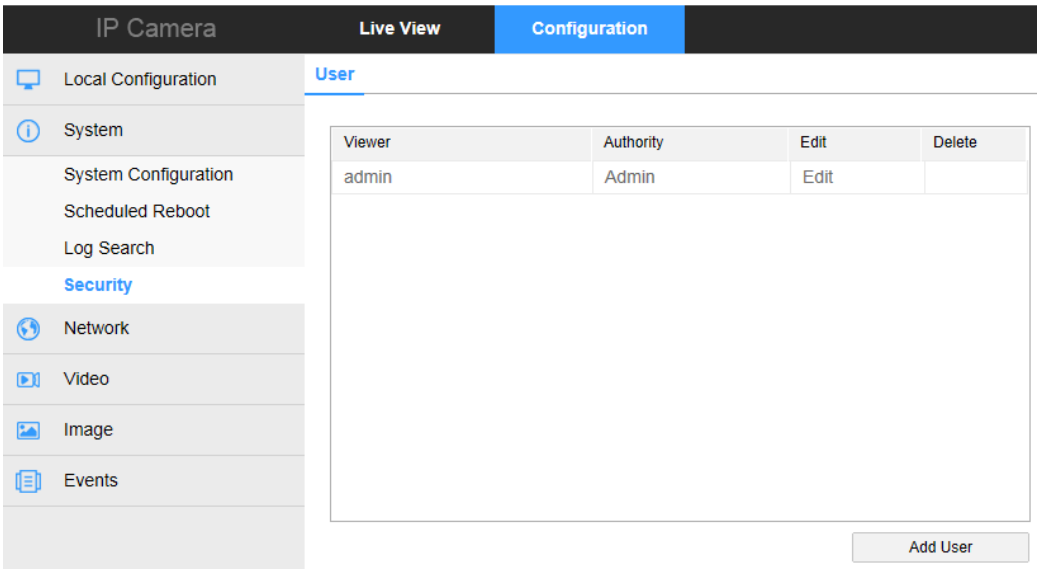 IP Camera Live View Configuration
Local Configuration
System
System Configuration
Scheduled Reboot
Log Search
Security
Network
Video
Image
Events
User
Viewer Authority Edit Delete
admin Admin Edit
Add User